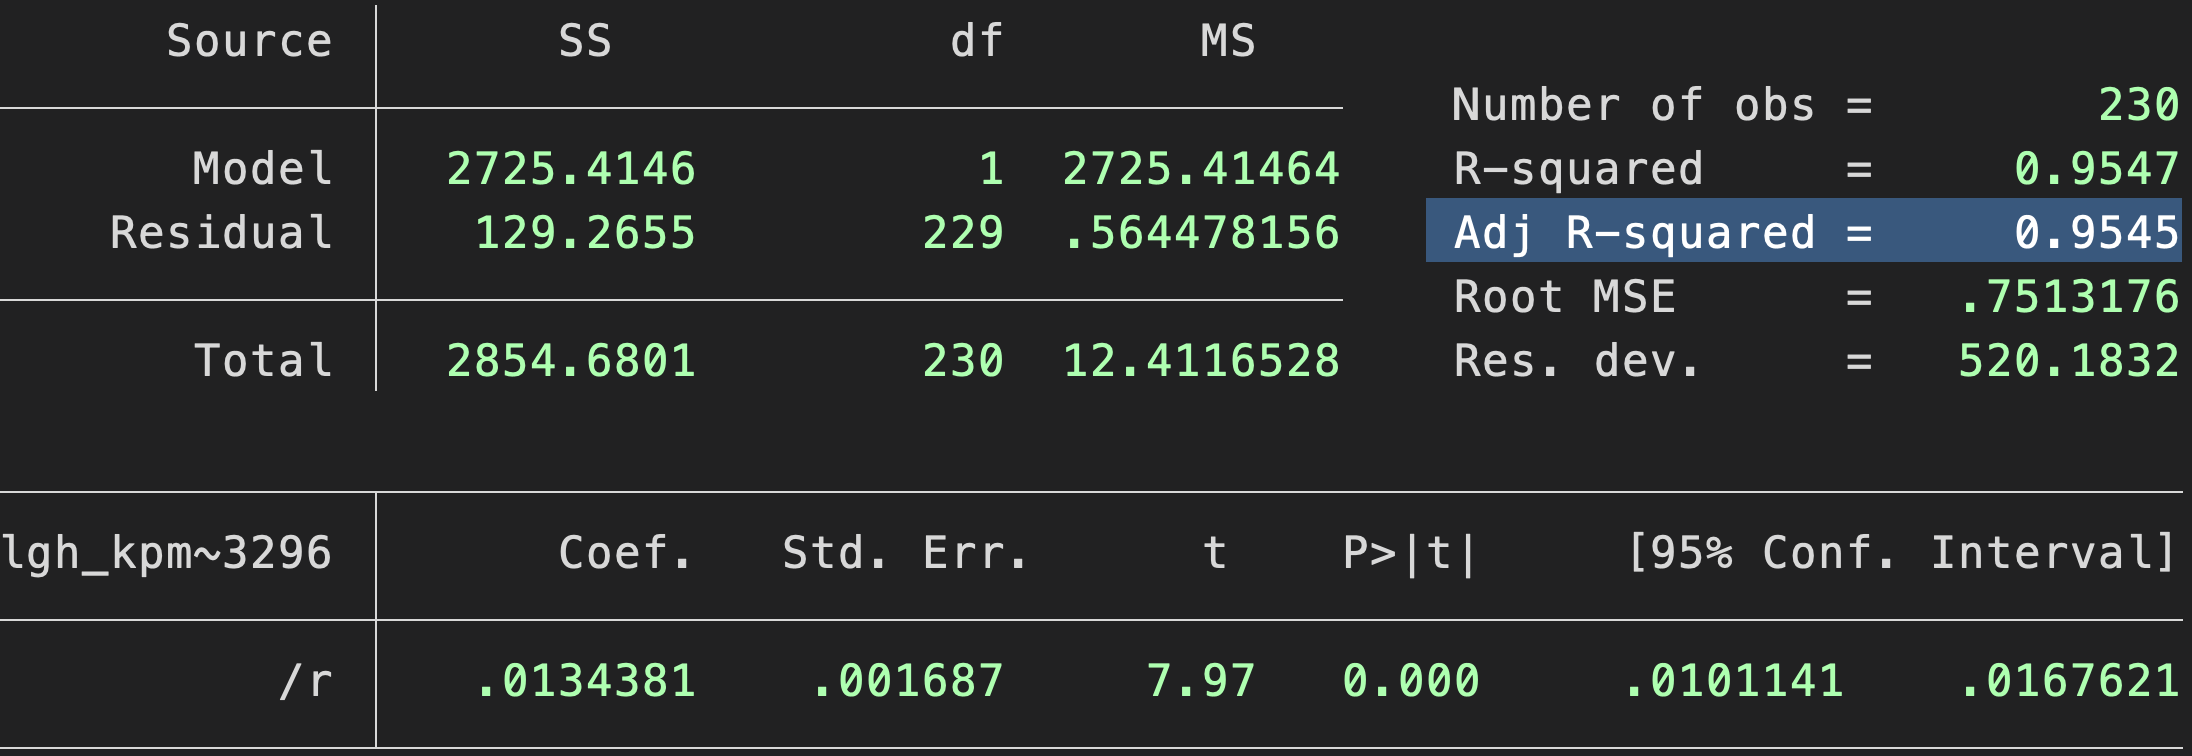 Source SS df MS
Number of obs = 230
Model 2725.4146 1 2725.41464 R-squared = 0.9547
Residual 129.2655 229 .564478156 Adj R-squared = 0.9545
Root MSE = .7513176
Total 2854.6801 230 12.4116528 Res. dev. = 520.1832
lgh_kpm~3296 Coef. Std. Err. t P>|t| [95% Conf. Interval]
/r .0134381 .001687 7.97 0.000 .0101141 .0167621